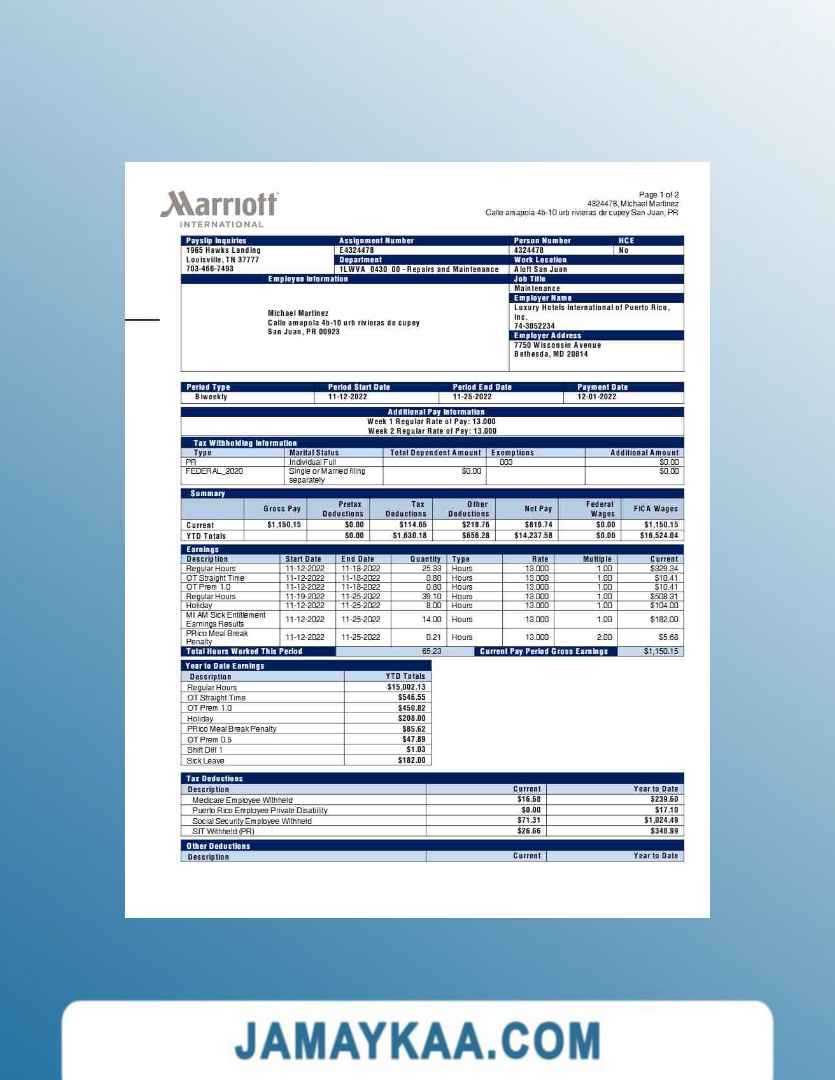 Marriott
INTERNATIONAL
Page 1 of 2
4324478, Michael Martinez
Calle amapola 4b-10 urb rivieras de cupey San Juan, PR
Payslip Inquiries Assignment Number Person Number HCE
1965 Hawks Landing E4324478 4324478 No
Louisville, TN 37777 Department Work Location
703-466-7493 1LWVA 0430 00 - Repairs and Maintenance Aloft San Juan
Employee Information Job Title
Maintenance
Employer Name
Michael Martinez Luxury Hotels International of Puerto Rico,
Calle amapola 4b-10 urb rivieras de cupey Inc.
San Juan, PR 00923 74-3052234
Employer Address
7750 Wisconsin Avenue
Bethesda, MD 20814
Period Type Period Start Date Period End Date Payment Date
Biweekly 11-12-2022 11-25-2022 12-01-2022
Additional Pay Information
Week 1 Regular Rate of Pay: 13.000
Week 2 Regular Rate of Pay: 13.000
Tax Withholding Information
Type Marital Status Total Dependent Amount Exemptions Additional Amount
PR Individual Full 000 $0.00
FEDERAL_2020 Single or Married filing $0.00 $0.00
separately
Summary
Gross Pay Pretax Deductions Tax Deductions Other Deductions Net Pay Federal Wages FICA Wages
Current $1,150.15 $0.00 $114.65 $218.76 $816.74 $0.00 $1,150.15
YTD Totals $0.00 $1,630.18 $656.28 $14,237.58 $0.00 $16,524.04
Earnings
Description Start Date End Date Quantity Type Rate Multiple Current
Regular Hours 11-12-2022 11-18-2022 25.33 Hours 13.000 1.00 $329.34
OT Straight Time 11-12-2022 11-18-2022 0.80 Hours 13.000 1.00 $10.41
OT Prem 1.0 11-12-2022 11-18-2022 0.80 Hours 13.000 1.00 $10.41
Regular Hours 11-19-2022 11-25-2022 39.10 Hours 13.000 1.00 $508.31
Holiday 11-12-2022 11-25-2022 8.00 Hours 13.000 1.00 $104.00
MI AM Sick Entitlement Earnings Results 11-12-2022 11-25-2022 14.00 Hours 13.000 1.00 $182.00
PRico Meal Break Penalty 11-12-2022 11-25-2022 0.21 Hours 13.000 2.00 $5.68
Total Hours Worked This Period 65.23 Current Pay Period Gross Earnings $1,150.15
Year to Date Earnings
Description YTD Totals
Regular Hours $15,002.13
OT Straight Time $546.55
OT Prem 1.0 $450.82
Holiday $208.00
PRico Meal Break Penalty $85.62
OT Prem 0.5 $47.89
Shift Diff 1 $1.03
Sick Leave $182.00
Tax Deductions
Description Current Year to Date
Medicare Employee Withheld $16.68 $239.60
Puerto Rico Employee Private Disability $0.00 $17.10
Social Security Employee Withheld $71.31 $1,024.49
SIT Withheld (PR) $26.66 $348.99
Other Deductions
Description Current Year to Date
JAMAYKAA.COM